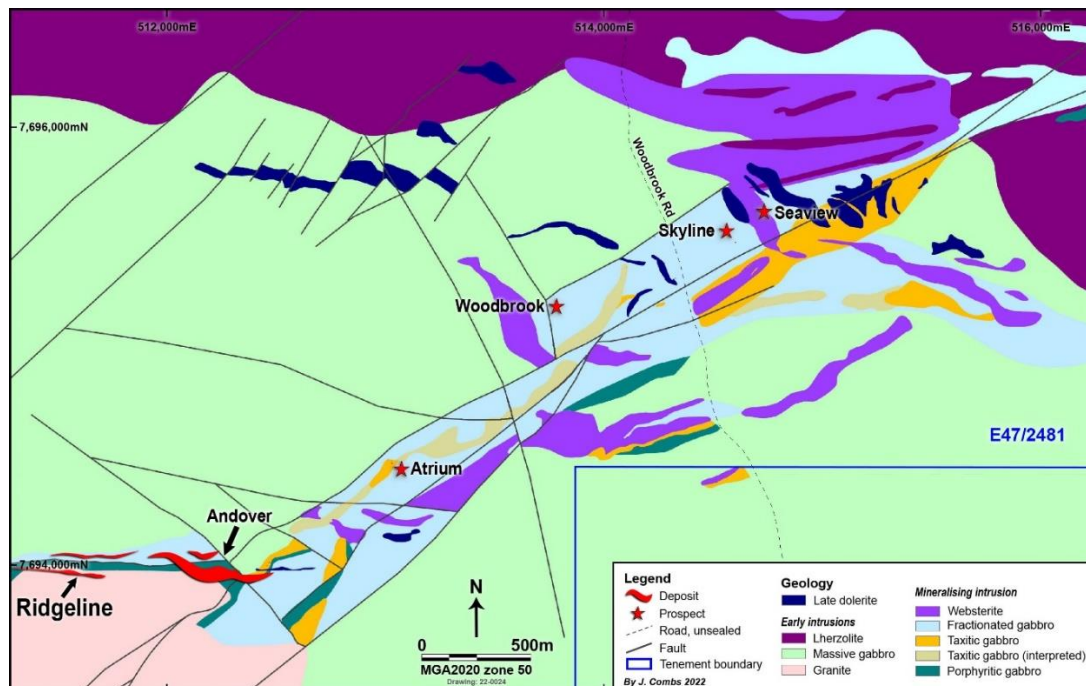 512,000mE
514,000mE
516,000mE
7,696,000mN
Woodbrook Rd
Seaview
Skyline
Woodbrook
E47/2481
Atrium
Andover
7,694,000mN
Ridgeline
N
0 500m
MGA2020 zone 50
Drawing: 22-0024
Legend
Deposit
Prospect
Road, unsealed
Fault
Tenement boundary
By J. Combs 2022
Geology
Late dolerite
Early intrusions
Lherzolite
Massive gabbro
Granite
Mineralising intrusion
Websterite
Fractionated gabbro
Taxitic gabbro
Taxitic gabbro (interpreted)
Porphyritic gabbro